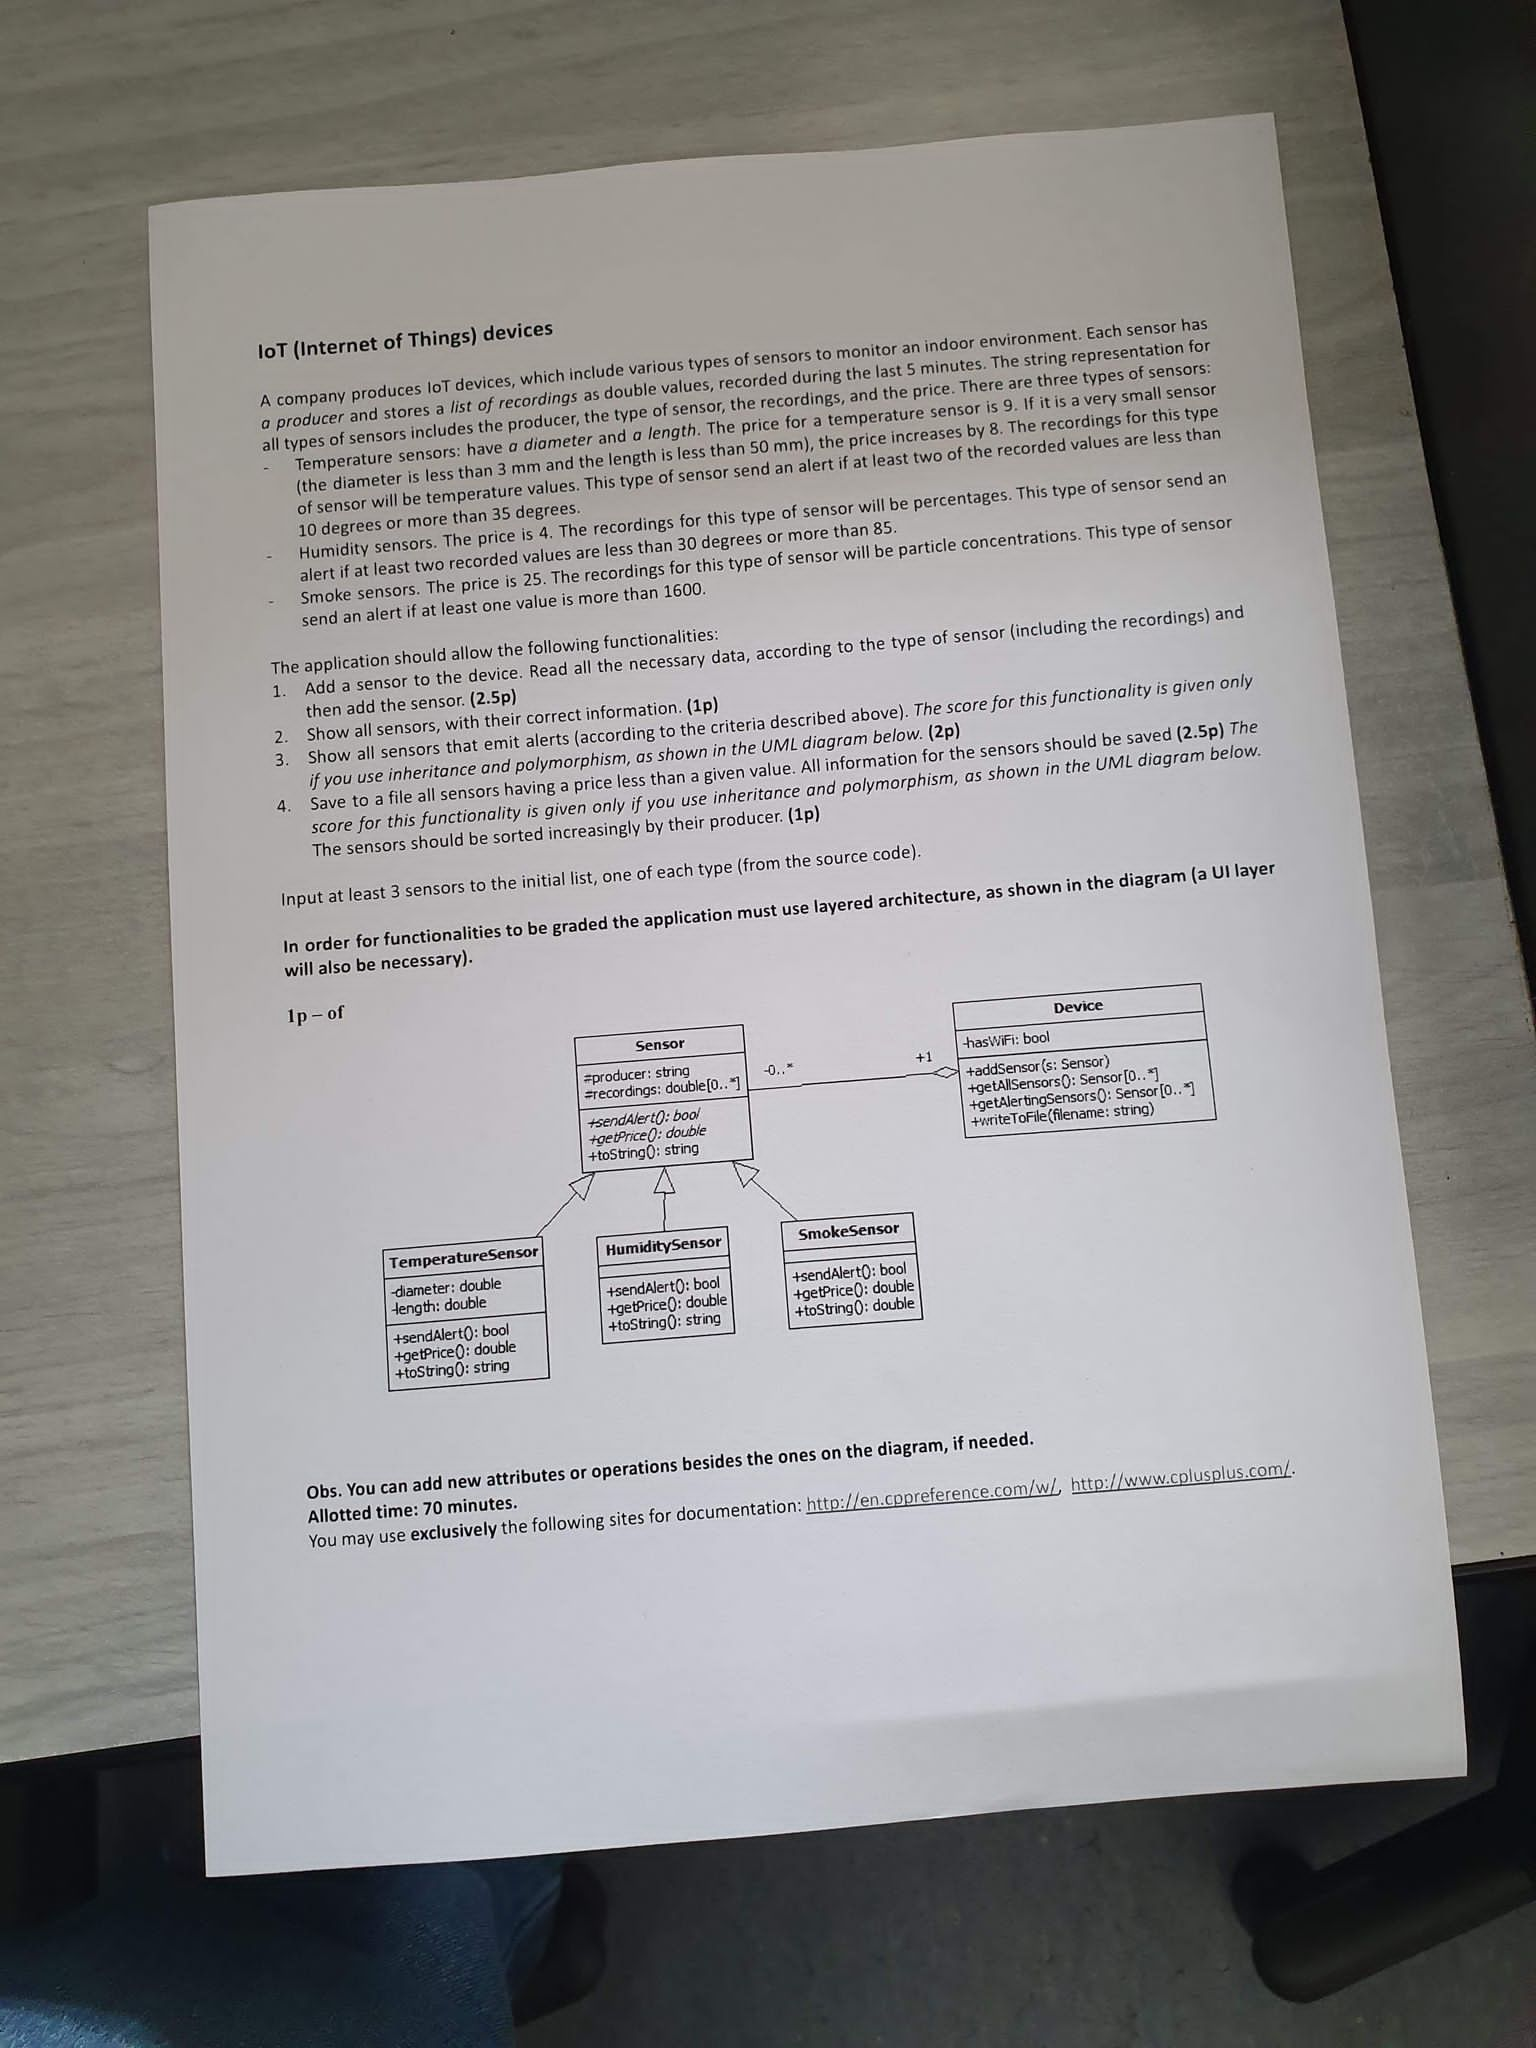 IoT (Internet of Things) devices
A company produces IoT devices, which include various types of sensors to monitor an indoor environment. Each sensor has
a producer and stores a list of recordings as double values, recorded during the last 5 minutes. The string representation for
all types of sensors includes the producer, the type of sensor, the recordings, and the price. There are three types of sensors:
- Temperature sensors: have a diameter and a length. The price for a temperature sensor is 9. If it is a very small sensor
(the diameter is less than 3 mm and the length is less than 50 mm), the price increases by 8. The recordings for this type
of sensor will be temperature values. This type of sensor send an alert if at least two of the recorded values are less than
10 degrees or more than 35 degrees.
- Humidity sensors. The price is 4. The recordings for this type of sensor will be percentages. This type of sensor send an
alert if at least two recorded values are less than 30 degrees or more than 85.
- Smoke sensors. The price is 25. The recordings for this type of sensor will be particle concentrations. This type of sensor
send an alert if at least one value is more than 1600.
The application should allow the following functionalities:
1. Add a sensor to the device. Read all the necessary data, according to the type of sensor (including the recordings) and
then add the sensor. (2.5p)
2. Show all sensors, with their correct information. (1p)
3. Show all sensors that emit alerts (according to the criteria described above). The score for this functionality is given only
if you use inheritance and polymorphism, as shown in the UML diagram below. (2p)
4. Save to a file all sensors having a price less than a given value. All information for the sensors should be saved (2.5p) The
score for this functionality is given only if you use inheritance and polymorphism, as shown in the UML diagram below.
The sensors should be sorted increasingly by their producer. (1p)
Input at least 3 sensors to the initial list, one of each type (from the source code).
In order for functionalities to be graded the application must use layered architecture, as shown in the diagram (a UI layer
will also be necessary).
1p – of
Sensor
#producer: string
#recordings: double[0..*]
+sendAlert(): bool
+getPrice(): double
+toString(): string
-0..*
+1
Device
-hasWiFi: bool
+addSensor(s: Sensor)
+getAllSensors(): Sensor[0..*]
+getAlertingSensors(): Sensor[0..*]
+writeToFile(filename: string)
TemperatureSensor
-diameter: double
-length: double
+sendAlert(): bool
+getPrice(): double
+toString(): string
HumiditySensor
+sendAlert(): bool
+getPrice(): double
+toString(): string
SmokeSensor
+sendAlert(): bool
+getPrice(): double
+toString(): double
Obs. You can add new attributes or operations besides the ones on the diagram, if needed.
Allotted time: 70 minutes.
You may use exclusively the following sites for documentation: http://en.cppreference.com/w/, http://www.cplusplus.com/.